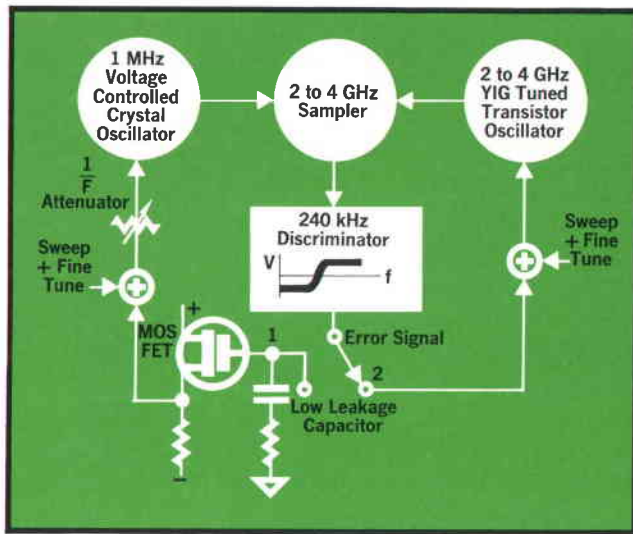 1 MHz
Voltage
Controlled
Crystal
Oscillator
2 to 4 GHz
Sampler
2 to 4 GHz
YIG Tuned
Transistor
Oscillator
1
F
Attenuator
240 kHz
Discriminator
V
f
Sweep
+ Fine
Tune
Sweep
+ Fine
Tune
+
MOS
FET
1
Error Signal
2
Low Leakage
Capacitor
−